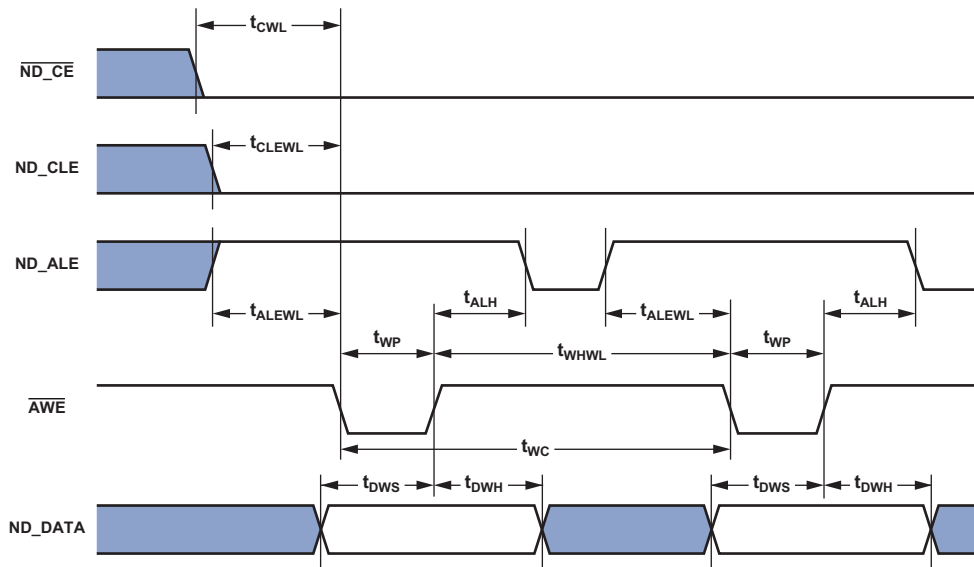 tCWL
ND_CE
tCLEWL
ND_CLE
ND_ALE
tALEWL tALH tALEWL tALH
tWP tWHWL tWP
AWE
tWC
tDWS tDWH tDWS tDWH
ND_DATA